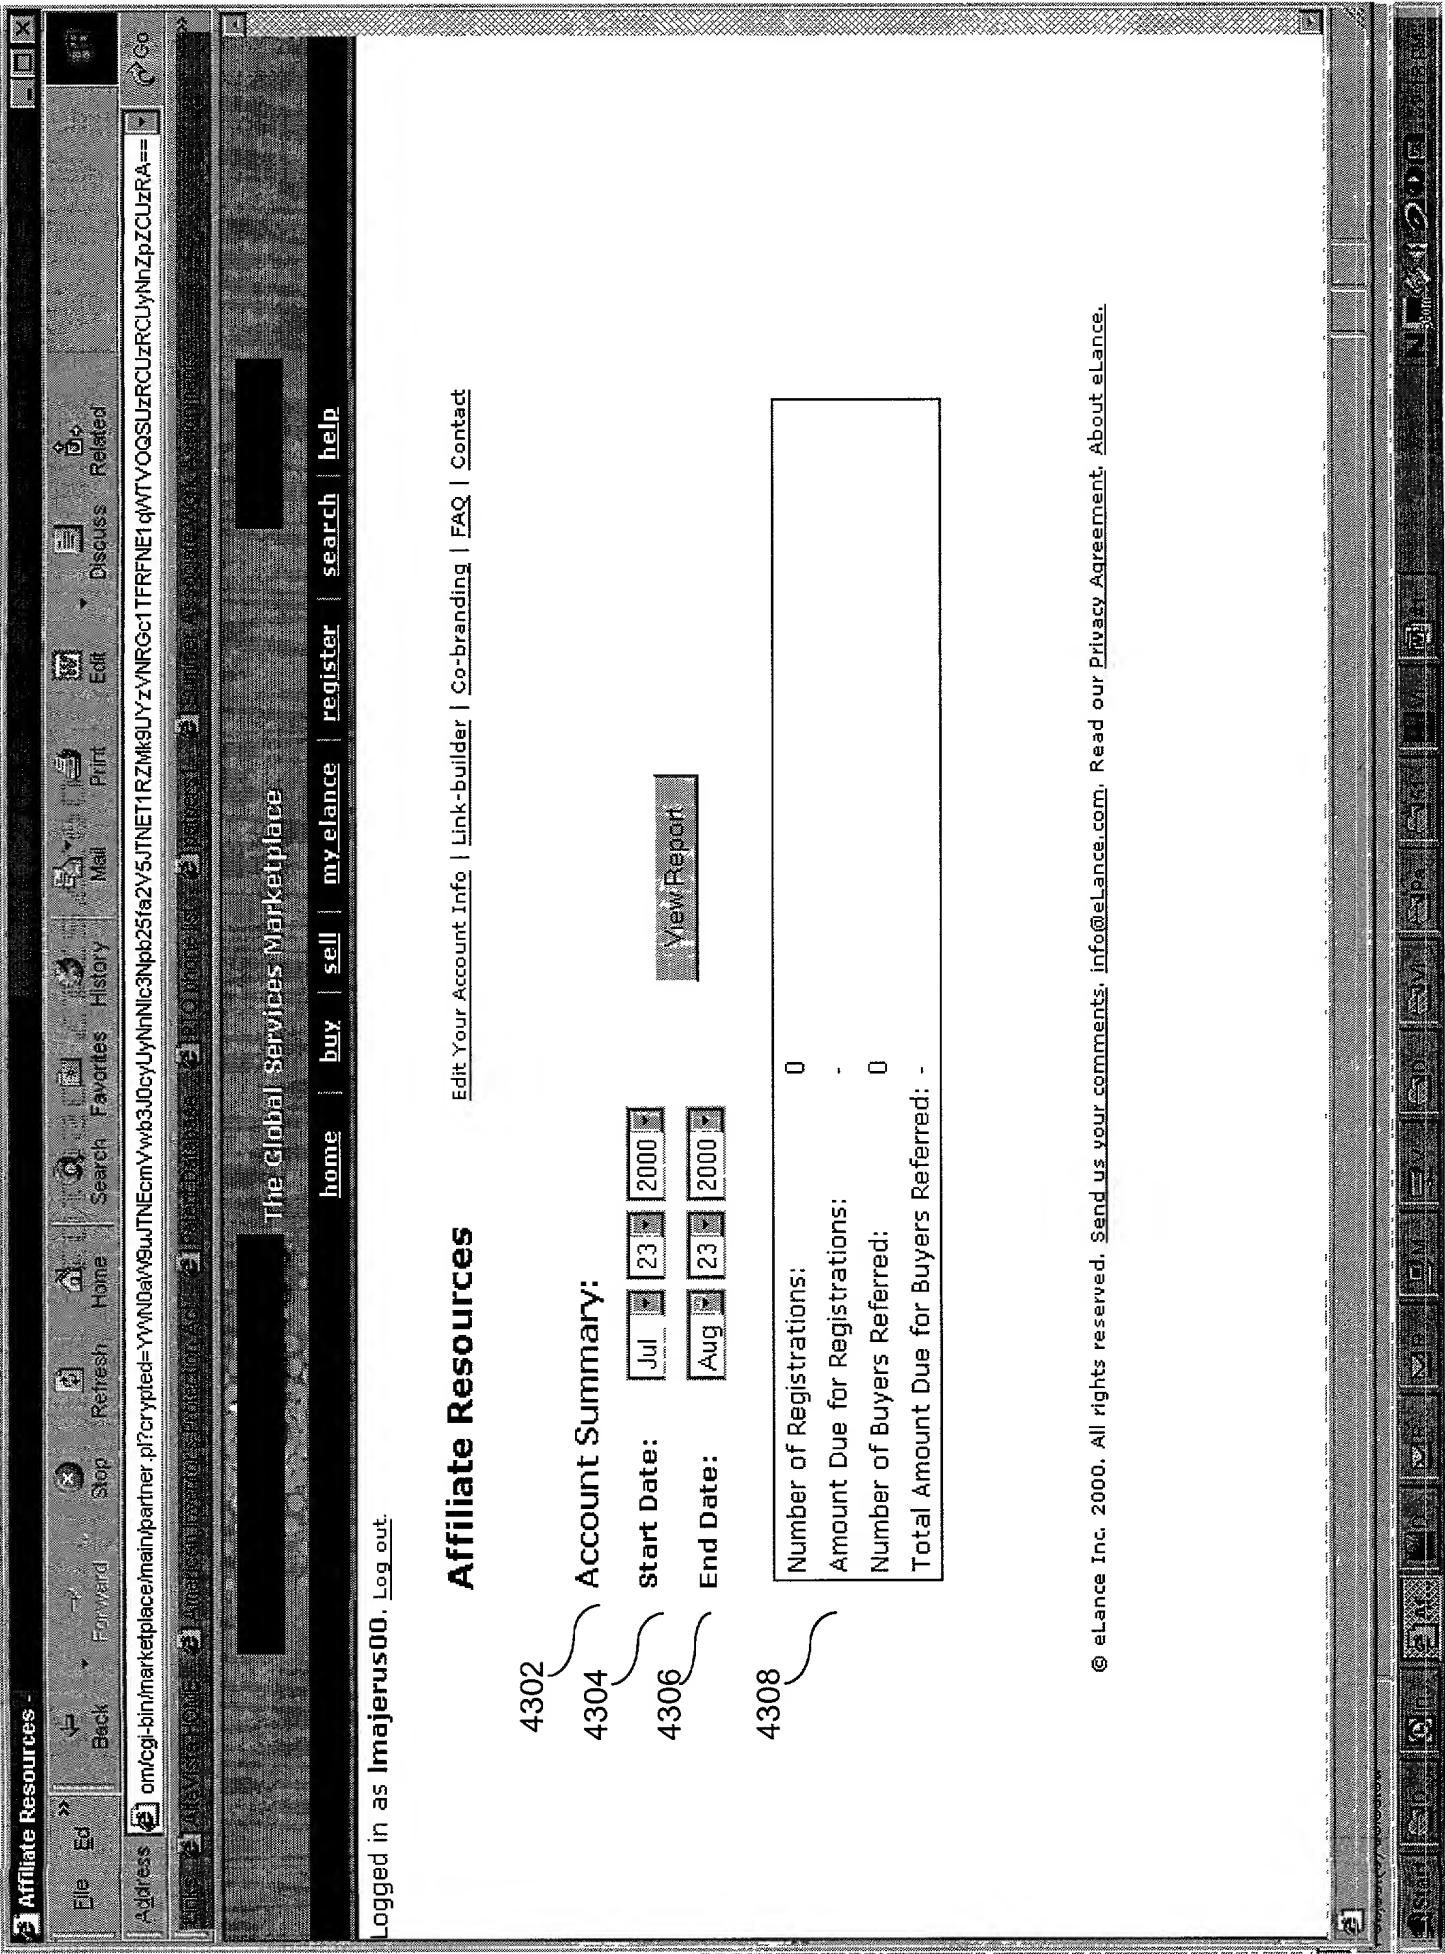 Affiliate Resources -
File Ed »
Back Forward Stop Refresh Home Search Favorites History Mail Print Edit Discuss Related
Address om/cgi-bin/marketplace/main/partner.pl?crypted= Go
The Global Services Marketplace
home | buy | sell | my elance | register | search | help
Logged in as lmajerus00. Log out.
Affiliate Resources
Edit Your Account Info | Link-builder | Co-branding | FAQ | Contact
4302 Account Summary:
4304 Start Date: Jul 23 2000
4306 End Date: Aug 23 2000
View Report
4308
Number of Registrations: 0
Amount Due for Registrations: -
Number of Buyers Referred: 0
Total Amount Due for Buyers Referred: -
© eLance Inc. 2000. All rights reserved. Send us your comments. info@eLance.com. Read our Privacy Agreement. About eLance.
Start